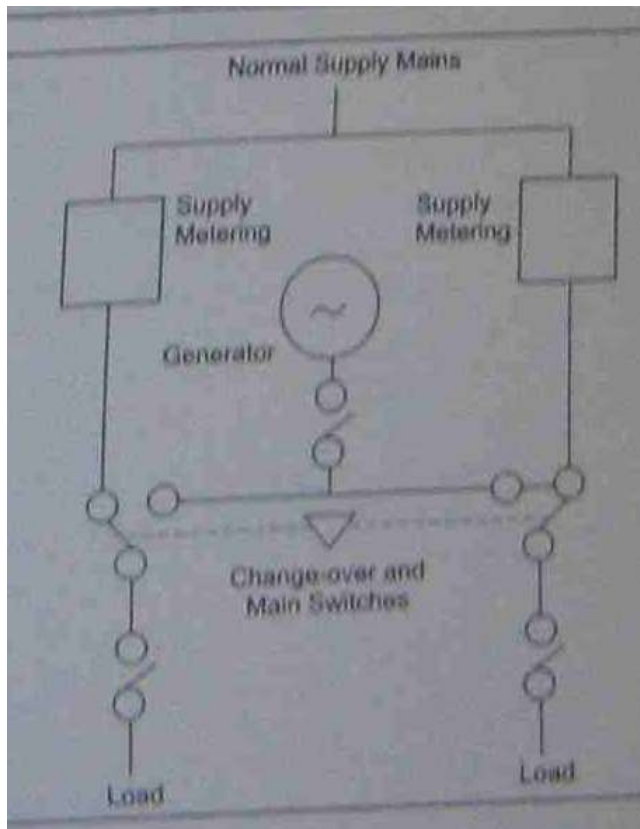 Normal Supply Mains
Supply
Metering
Supply
Metering
Generator
Change-over and
Main Switches
Load
Load